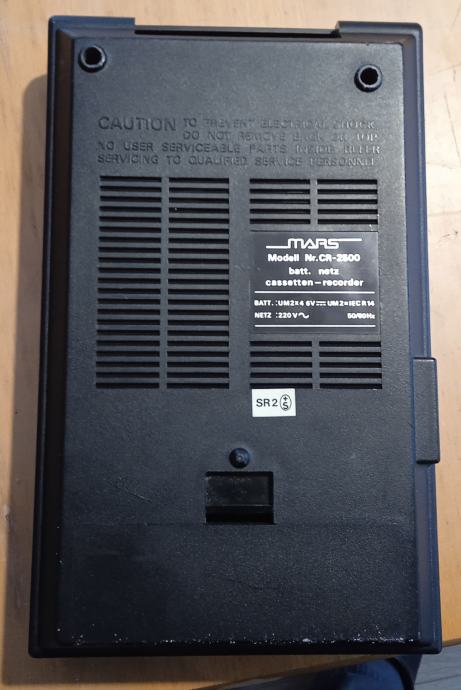 CAUTION TO PREVENT ELECTRICAL SHOCK
DO NOT REMOVE BACK OR TOP
NO USER SERVICEABLE PARTS INSIDE REFER
SERVICING TO QUALIFIED SERVICE PERSONNEL
MARS
Modell Nr.CR-2500
batt. netz
cassetten-recorder
BATT. :UM2×4 6V⎓ UM2=IEC R14
NETZ :220V∿ 50/60Hz
SR2 +S